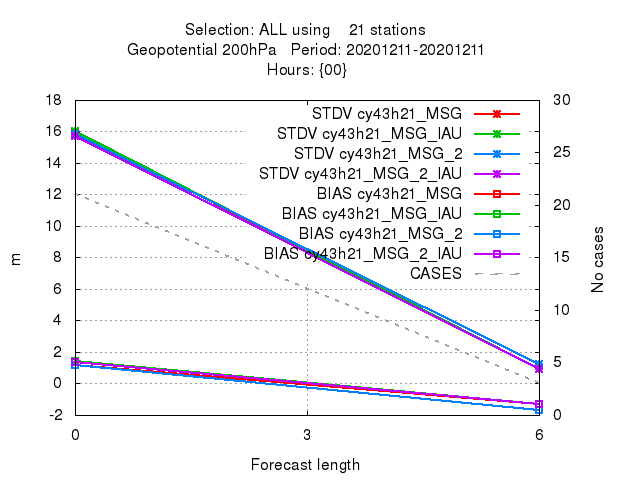 Selection: ALL using 21 stations
Geopotential 200hPa Period: 20201211-20201211
Hours: {00}
18 30
STDV cy43h21_MSG
16
STDV cy43h21_MSG_IAU
25
STDV cy43h21_MSG_2
14
STDV cy43h21_MSG_2_IAU
12
BIAS cy43h21_MSG
20
BIAS cy43h21_MSG_IAU
10
BIAS cy43h21_MSG_2
8
BIAS cy43h21_MSG_2_IAU
15
CASES
m
No cases
6
10
4
2
5
0
-2 0
0 3 6
Forecast length